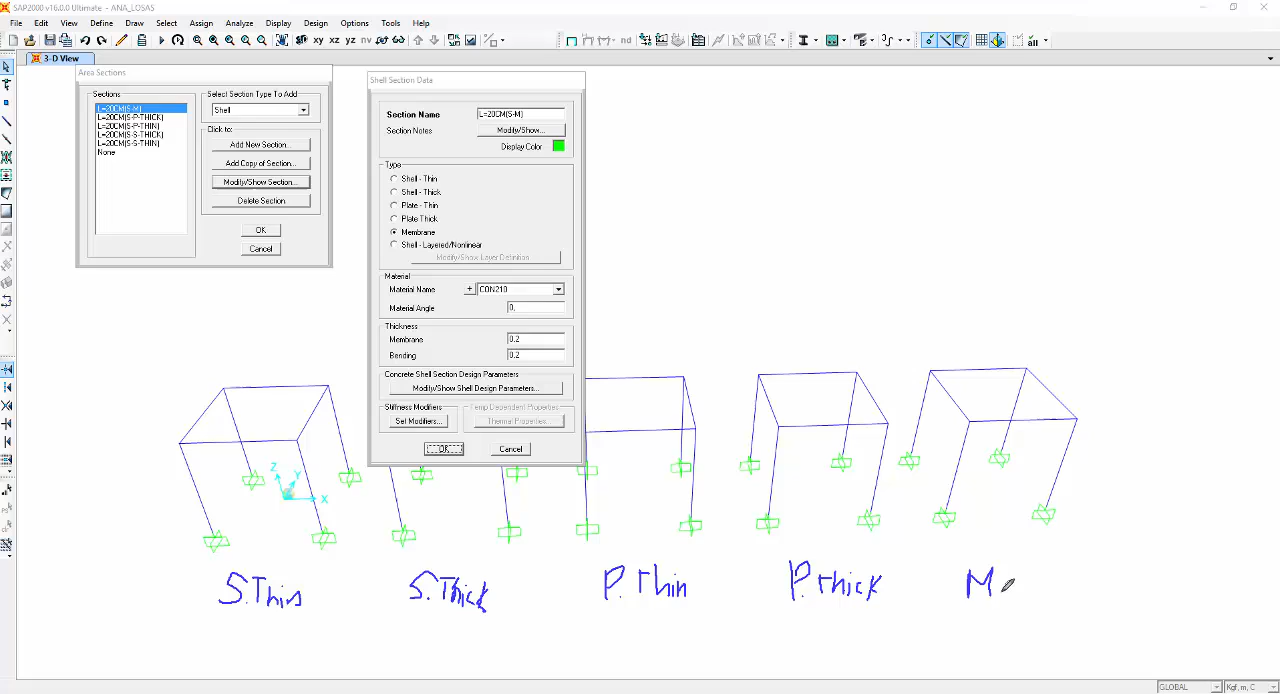 SAP2000 v16.0.0 Ultimate - ANA_LOSAS
File Edit View Define Draw Select Assign Analyze Display Design Options Tools Help
xy xz yz nv nd all
3-D View
Area Sections
Sections
L=20CM(S-M)
L=20CM(S-P-THICK)
L=20CM(S-P-THIN)
L=20CM(S-S-THICK)
L=20CM(S-S-THIN)
None
Select Section Type To Add
Shell
Click to:
Add New Section...
Add Copy of Section...
Modify/Show Section...
Delete Section
OK
Cancel
Shell Section Data
Section Name L=20CM(S-M)
Section Notes Modify/Show...
Display Color
Type
Shell - Thin
Shell - Thick
Plate - Thin
Plate Thick
Membrane
Shell - Layered/Nonlinear
Modify/Show Layer Definition
Material
Material Name + CON210
Material Angle 0.
Thickness
Membrane 0.2
Bending 0.2
Concrete Shell Section Design Parameters
Modify/Show Shell Design Parameters...
Stiffness Modifiers
Set Modifiers...
Temp Dependent Properties
Thermal Properties...
OK Cancel
Z
Y
X
S.Thin S.Thick P.Thin P.Thick M
GLOBAL Kgf, m, C